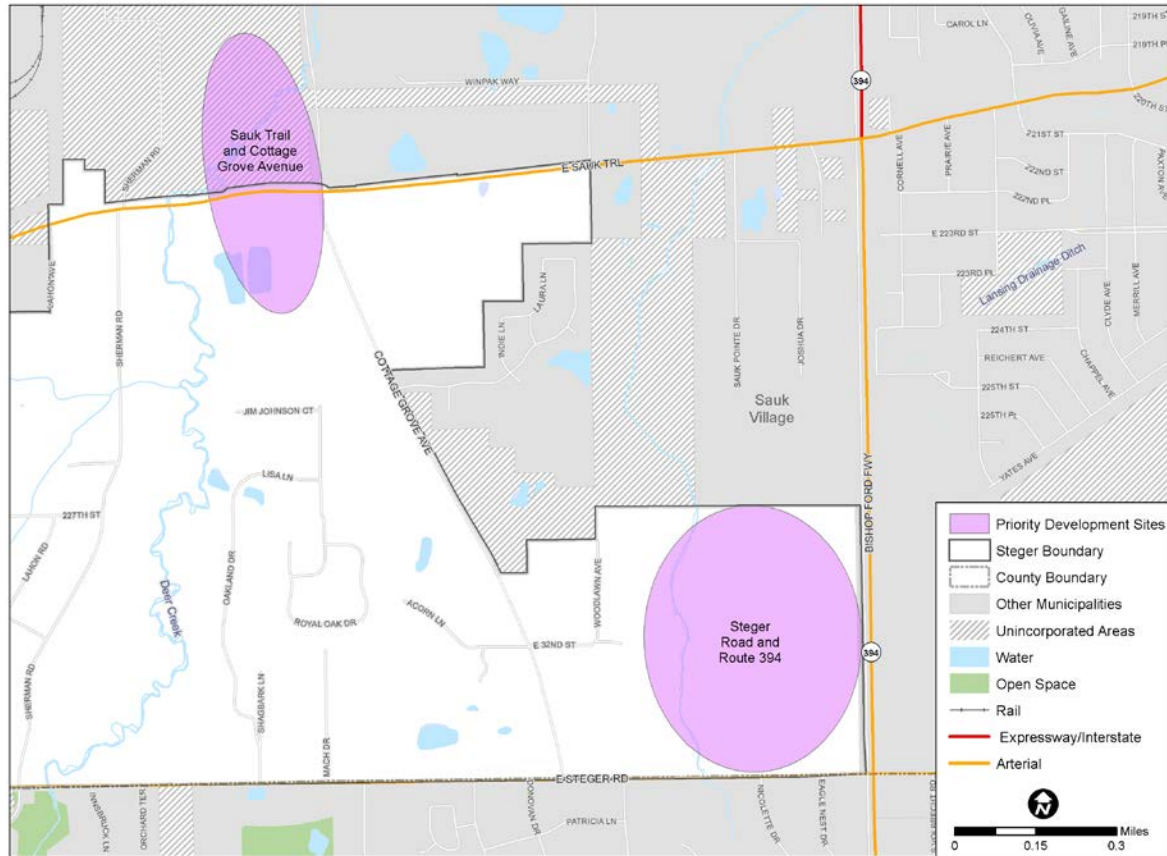 CAROL LN
OLIVIA AVE
GAILINE AVE
219TH ST
219TH PL
394
WINPAK WAY
220TH ST
Sauk Trail
and Cottage
Grove Avenue
SHERMAN RD
221ST ST
CORNELL AVE
PRAIRIE AVE
PAXTON AVE
E SAUK TRL
222ND ST
222ND PL
E 223RD ST
223RD PL
Lansing Drainage Ditch
LAHON AVE
LAURA LN
INDIE LN
SHERMAN RD
SAUK POINTE DR
JOSHUA DR
CLYDE AVE
MERRILL AVE
224TH ST
REICHERT AVE
CHAPPEL AVE
225TH ST
225TH PL
YATES AVE
COTTAGE GROVE AVE
JIM JOHNSON CT
Sauk
Village
LISA LN
227TH ST
LAHON RD
OAKLAND DR
Deer Creek
ROYAL OAK DR
ACORN LN
WOODLAWN AVE
E 32ND ST
Steger
Road and
Route 394
BISHOP FORD FWY
394
SHERMAN RD
SHAGBARK LN
MACH DR
E STEGER RD
INNSBRUCK LN
ORCHARD TER
PATRICIA LN
NICOLETTE DR
EAGLE NEST DR
Priority Development Sites
Steger Boundary
County Boundary
Other Municipalities
Unincorporated Areas
Water
Open Space
Rail
Expressway/Interstate
Arterial
N
Miles
0 0.15 0.3